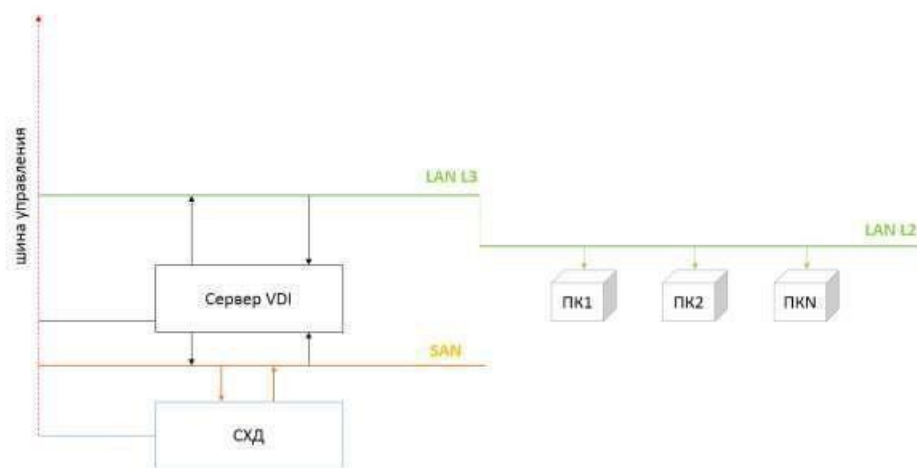 шина управления
LAN L3
LAN L2
Сервер VDI
ПК1
ПК2
ПКN
SAN
СХД